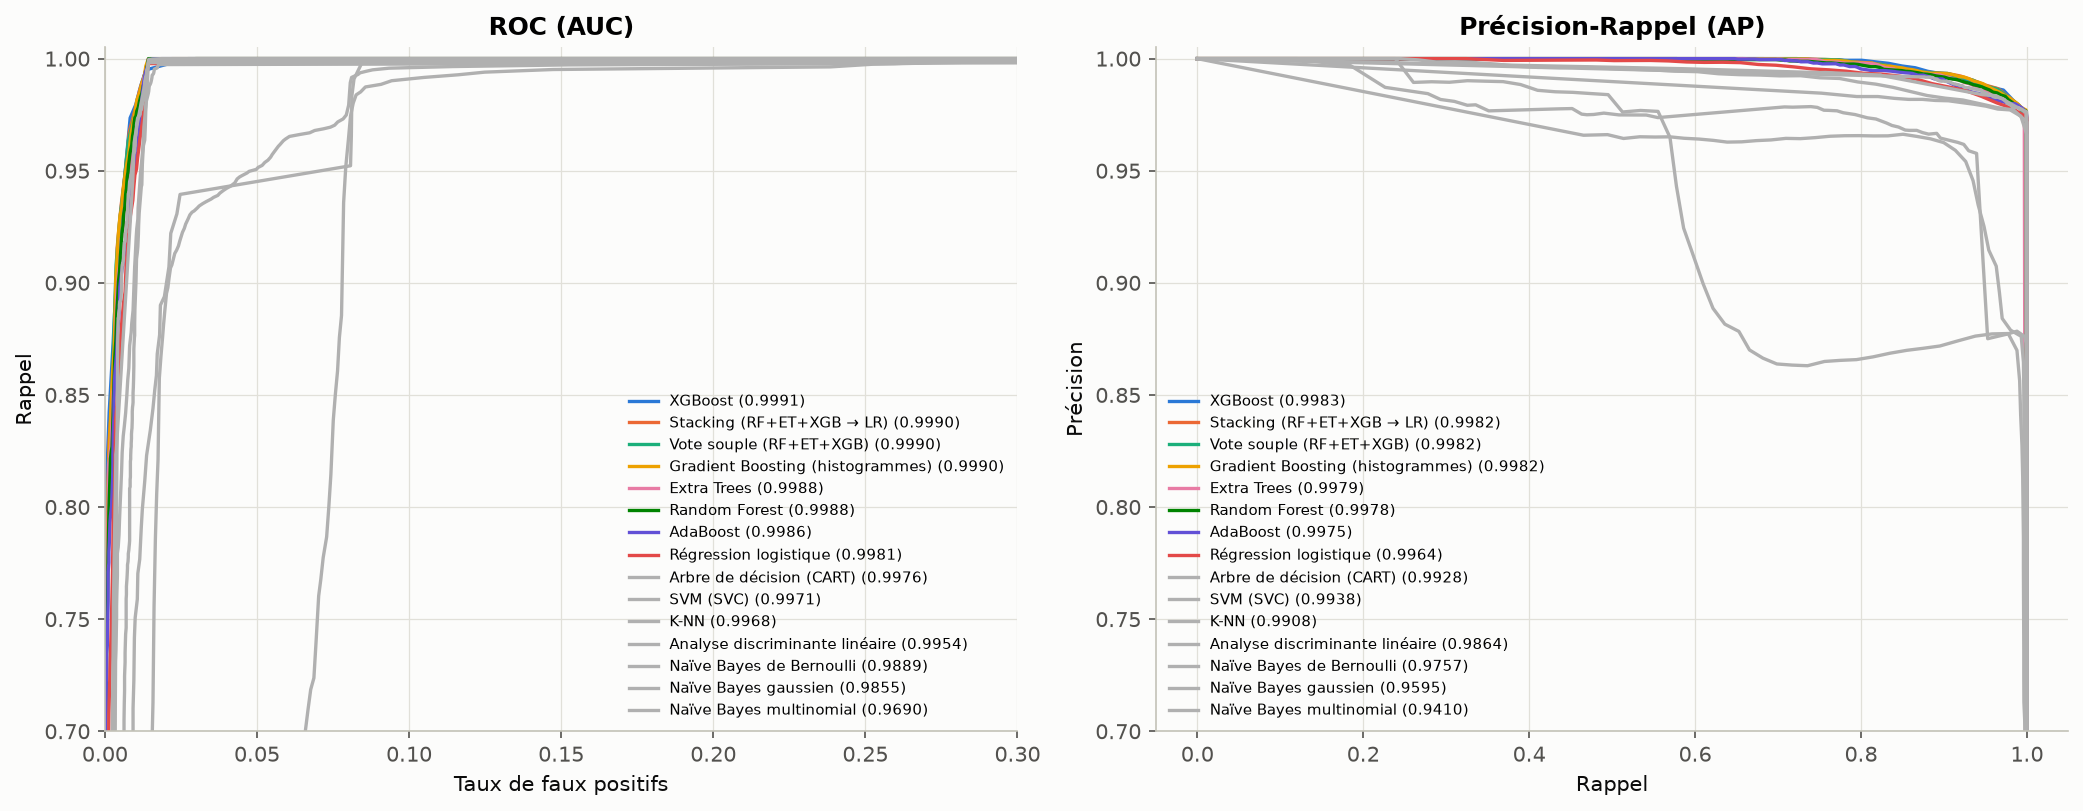 ROC (AUC)
1.00
0.95
0.90
0.85
0.80
0.75
0.70
Rappel
0.00
0.05
0.10
0.15
0.20
0.25
0.30
Taux de faux positifs
XGBoost (0.9991)
Stacking (RF+ET+XGB → LR) (0.9990)
Vote souple (RF+ET+XGB) (0.9990)
Gradient Boosting (histogrammes) (0.9990)
Extra Trees (0.9988)
Random Forest (0.9988)
AdaBoost (0.9986)
Régression logistique (0.9981)
Arbre de décision (CART) (0.9976)
SVM (SVC) (0.9971)
K-NN (0.9968)
Analyse discriminante linéaire (0.9954)
Naïve Bayes de Bernoulli (0.9889)
Naïve Bayes gaussien (0.9855)
Naïve Bayes multinomial (0.9690)
Précision-Rappel (AP)
1.00
0.95
0.90
0.85
0.80
0.75
0.70
Précision
0.0
0.2
0.4
0.6
0.8
1.0
Rappel
XGBoost (0.9983)
Stacking (RF+ET+XGB → LR) (0.9982)
Vote souple (RF+ET+XGB) (0.9982)
Gradient Boosting (histogrammes) (0.9982)
Extra Trees (0.9979)
Random Forest (0.9978)
AdaBoost (0.9975)
Régression logistique (0.9964)
Arbre de décision (CART) (0.9928)
SVM (SVC) (0.9938)
K-NN (0.9908)
Analyse discriminante linéaire (0.9864)
Naïve Bayes de Bernoulli (0.9757)
Naïve Bayes gaussien (0.9595)
Naïve Bayes multinomial (0.9410)